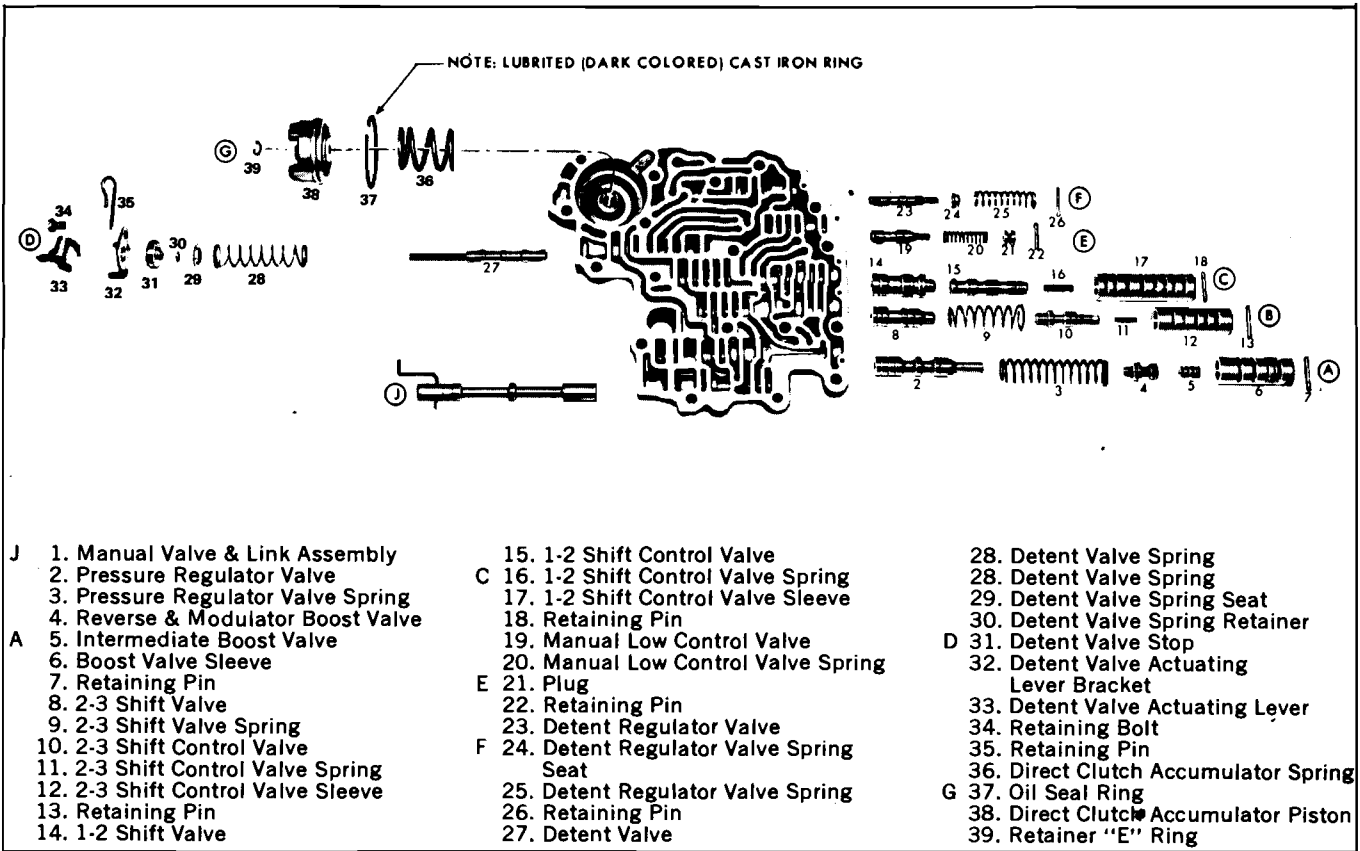 NOTE: LUBRITED (DARK COLORED) CAST IRON RING
G
39
38
37
36
D
34
35
33
32
31
30
29
28
27
J
23
24
25
26
F
19
20
21
22
E
14
15
16
17
18
C
8
9
10
11
12
13
B
2
3
4
5
6
7
A
J 1. Manual Valve & Link Assembly
2. Pressure Regulator Valve
3. Pressure Regulator Valve Spring
4. Reverse & Modulator Boost Valve
A 5. Intermediate Boost Valve
6. Boost Valve Sleeve
7. Retaining Pin
8. 2-3 Shift Valve
9. 2-3 Shift Valve Spring
10. 2-3 Shift Control Valve
11. 2-3 Shift Control Valve Spring
12. 2-3 Shift Control Valve Sleeve
13. Retaining Pin
14. 1-2 Shift Valve
15. 1-2 Shift Control Valve
C 16. 1-2 Shift Control Valve Spring
17. 1-2 Shift Control Valve Sleeve
18. Retaining Pin
19. Manual Low Control Valve
20. Manual Low Control Valve Spring
E 21. Plug
22. Retaining Pin
23. Detent Regulator Valve
F 24. Detent Regulator Valve Spring
Seat
25. Detent Regulator Valve Spring
26. Retaining Pin
27. Detent Valve
28. Detent Valve Spring
28. Detent Valve Spring
29. Detent Valve Spring Seat
30. Detent Valve Spring Retainer
D 31. Detent Valve Stop
32. Detent Valve Actuating
Lever Bracket
33. Detent Valve Actuating Lever
34. Retaining Bolt
35. Retaining Pin
36. Direct Clutch Accumulator Spring
G 37. Oil Seal Ring
38. Direct Clutch Accumulator Piston
39. Retainer "E" Ring